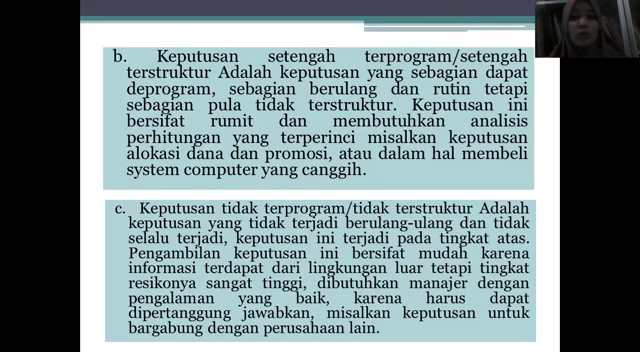 b. Keputusan setengah terprogram/setengah
terstruktur Adalah keputusan yang sebagian dapat
deprogram, sebagian berulang dan rutin tetapi
sebagian pula tidak terstruktur. Keputusan ini
bersifat rumit dan membutuhkan analisis
perhitungan yang terperinci misalkan keputusan
alokasi dana dan promosi, atau dalam hal membeli
system computer yang canggih.
c. Keputusan tidak terprogram/tidak terstruktur Adalah
keputusan yang tidak terjadi berulang-ulang dan tidak
selalu terjadi, keputusan ini terjadi pada tingkat atas.
Pengambilan keputusan ini bersifat mudah karena
informasi terdapat dari lingkungan luar tetapi tingkat
resikonya sangat tinggi, dibutuhkan manajer dengan
pengalaman yang baik, karena harus dapat
dipertanggung jawabkan, misalkan keputusan untuk
bargabung dengan perusahaan lain.